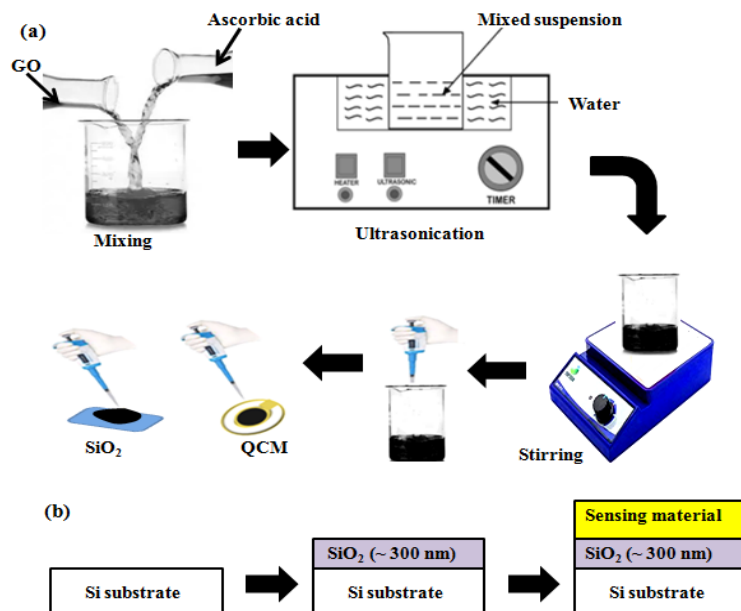 (a)
Ascorbic acid
GO
Mixing
Mixed suspension
Water
HEATER
ULTRASONIC
TIMER
Ultrasonication
Stirring
SiO₂
QCM
(b)
Si substrate
SiO₂ (~ 300 nm)
Si substrate
Sensing material
SiO₂ (~ 300 nm)
Si substrate